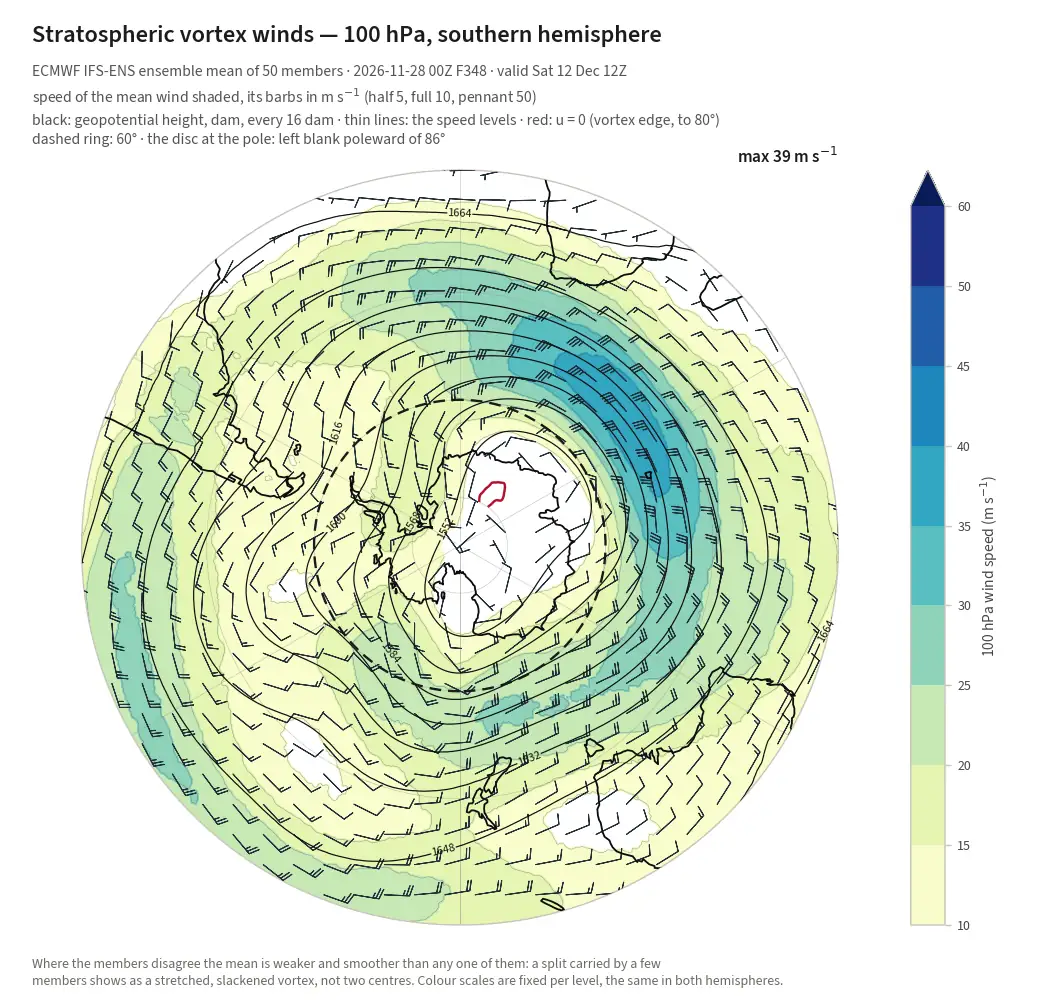 Stratospheric vortex winds — 100 hPa, southern hemisphere
ECMWF IFS-ENS ensemble mean of 50 members · 2026-11-28 00Z F348 · valid Sat 12 Dec 12Z
speed of the mean wind shaded, its barbs in m s⁻¹ (half 5, full 10, pennant 50)
black: geopotential height, dam, every 16 dam · thin lines: the speed levels · red: u = 0 (vortex edge, to 80°)
dashed ring: 60° · the disc at the pole: left blank poleward of 86°
max 39 m s⁻¹
1664
1616
1600
1568
1664
1632
1648
60
50
45
40
35
30
25
20
15
10
100 hPa wind speed (m s⁻¹)
Where the members disagree the mean is weaker and smoother than any one of them: a split carried by a few
members shows as a stretched, slackened vortex, not two centres. Colour scales are fixed per level, the same in both hemispheres.